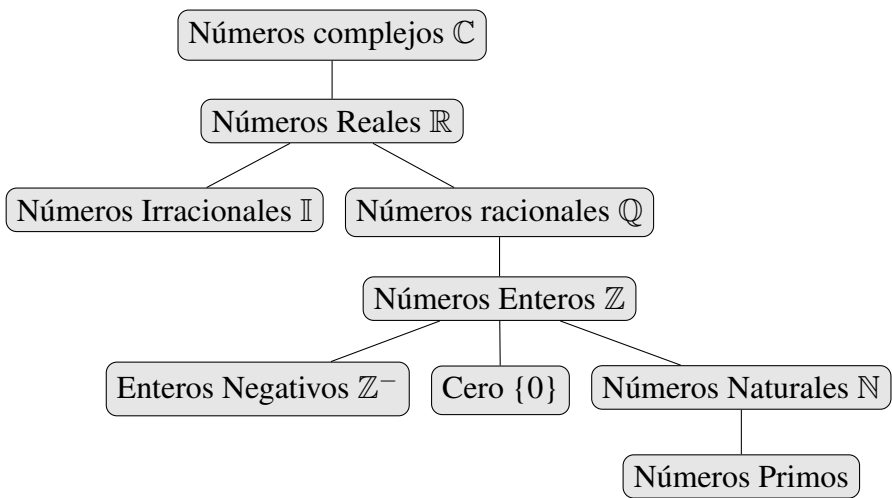 Números complejos ℂ
Números Reales ℝ
Números Irracionales 𝕀
Números racionales ℚ
Números Enteros ℤ
Enteros Negativos ℤ⁻
Cero {0}
Números Naturales ℕ
Números Primos